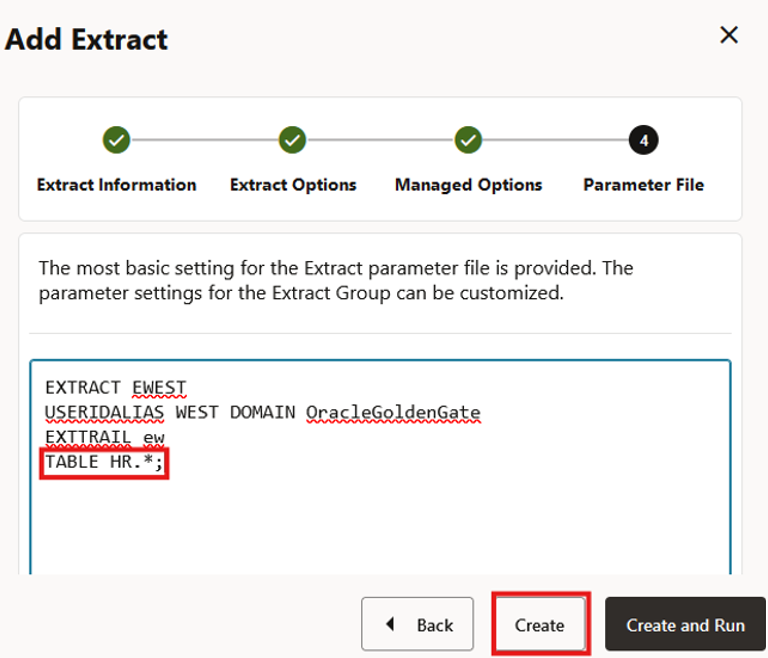 Add Extract
4
Extract Information
Extract Options
Managed Options
Parameter File
The most basic setting for the Extract parameter file is provided. The
parameter settings for the Extract Group can be customized.
EXTRACT EWEST
USERIDALIAS WEST DOMAIN OracleGoldenGate
EXTTRAIL ew
TABLE HR.*;
Back
Create
Create and Run